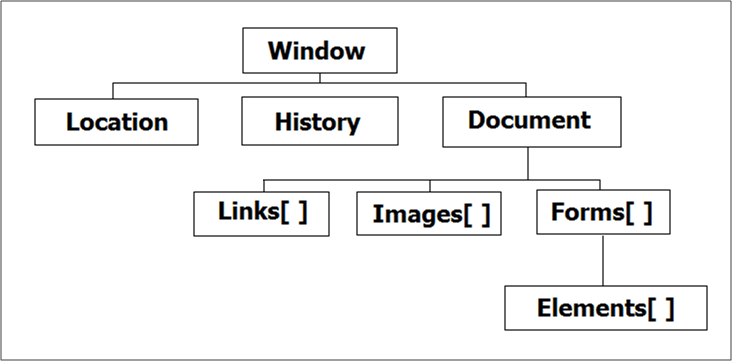 Window
Location
History
Document
Links[ ]
Images[ ]
Forms[ ]
Elements[ ]